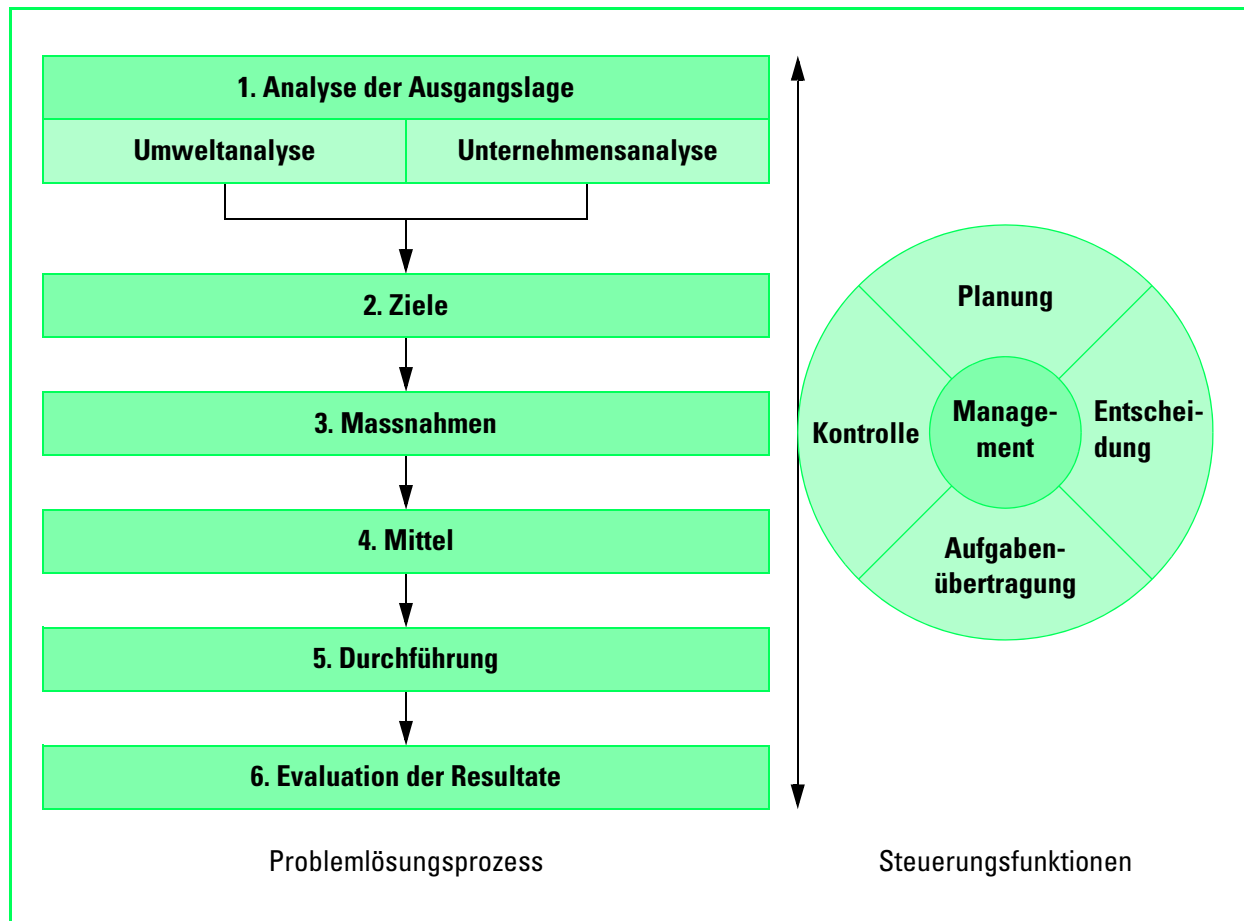 1. Analyse der Ausgangslage
Umweltanalyse
Unternehmensanalyse
2. Ziele
3. Massnahmen
4. Mittel
5. Durchführung
6. Evaluation der Resultate
Problemlösungsprozess
Planung
Kontrolle
Manage-
ment
Entschei-
dung
Aufgaben-
übertragung
Steuerungsfunktionen